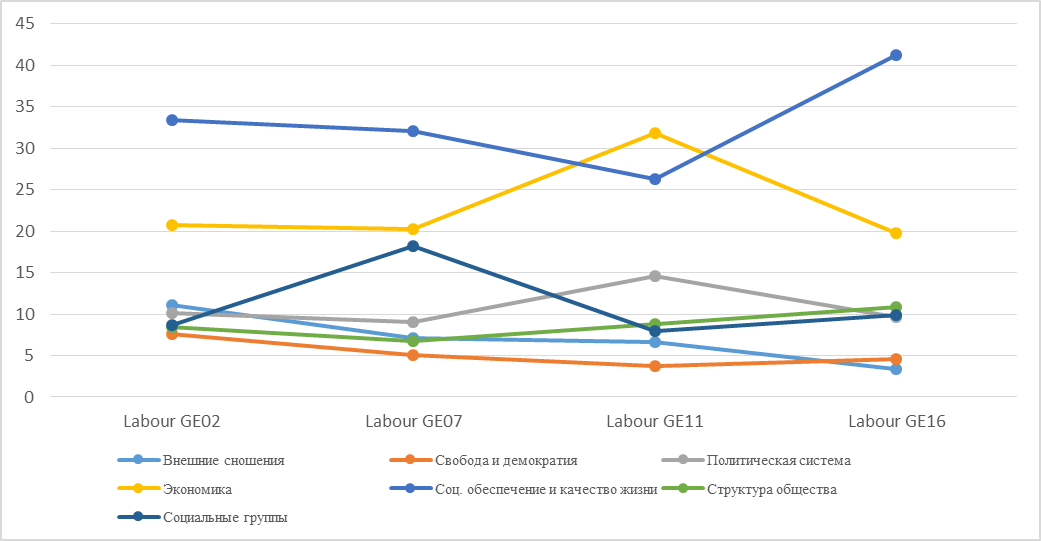 45
40
35
30
25
20
15
10
5
0
Labour GE02 Labour GE07 Labour GE11 Labour GE16
Внешние сношения Свобода и демократия Политическая система
Экономика Соц. обеспечение и качество жизни Структура общества
Социальные группы